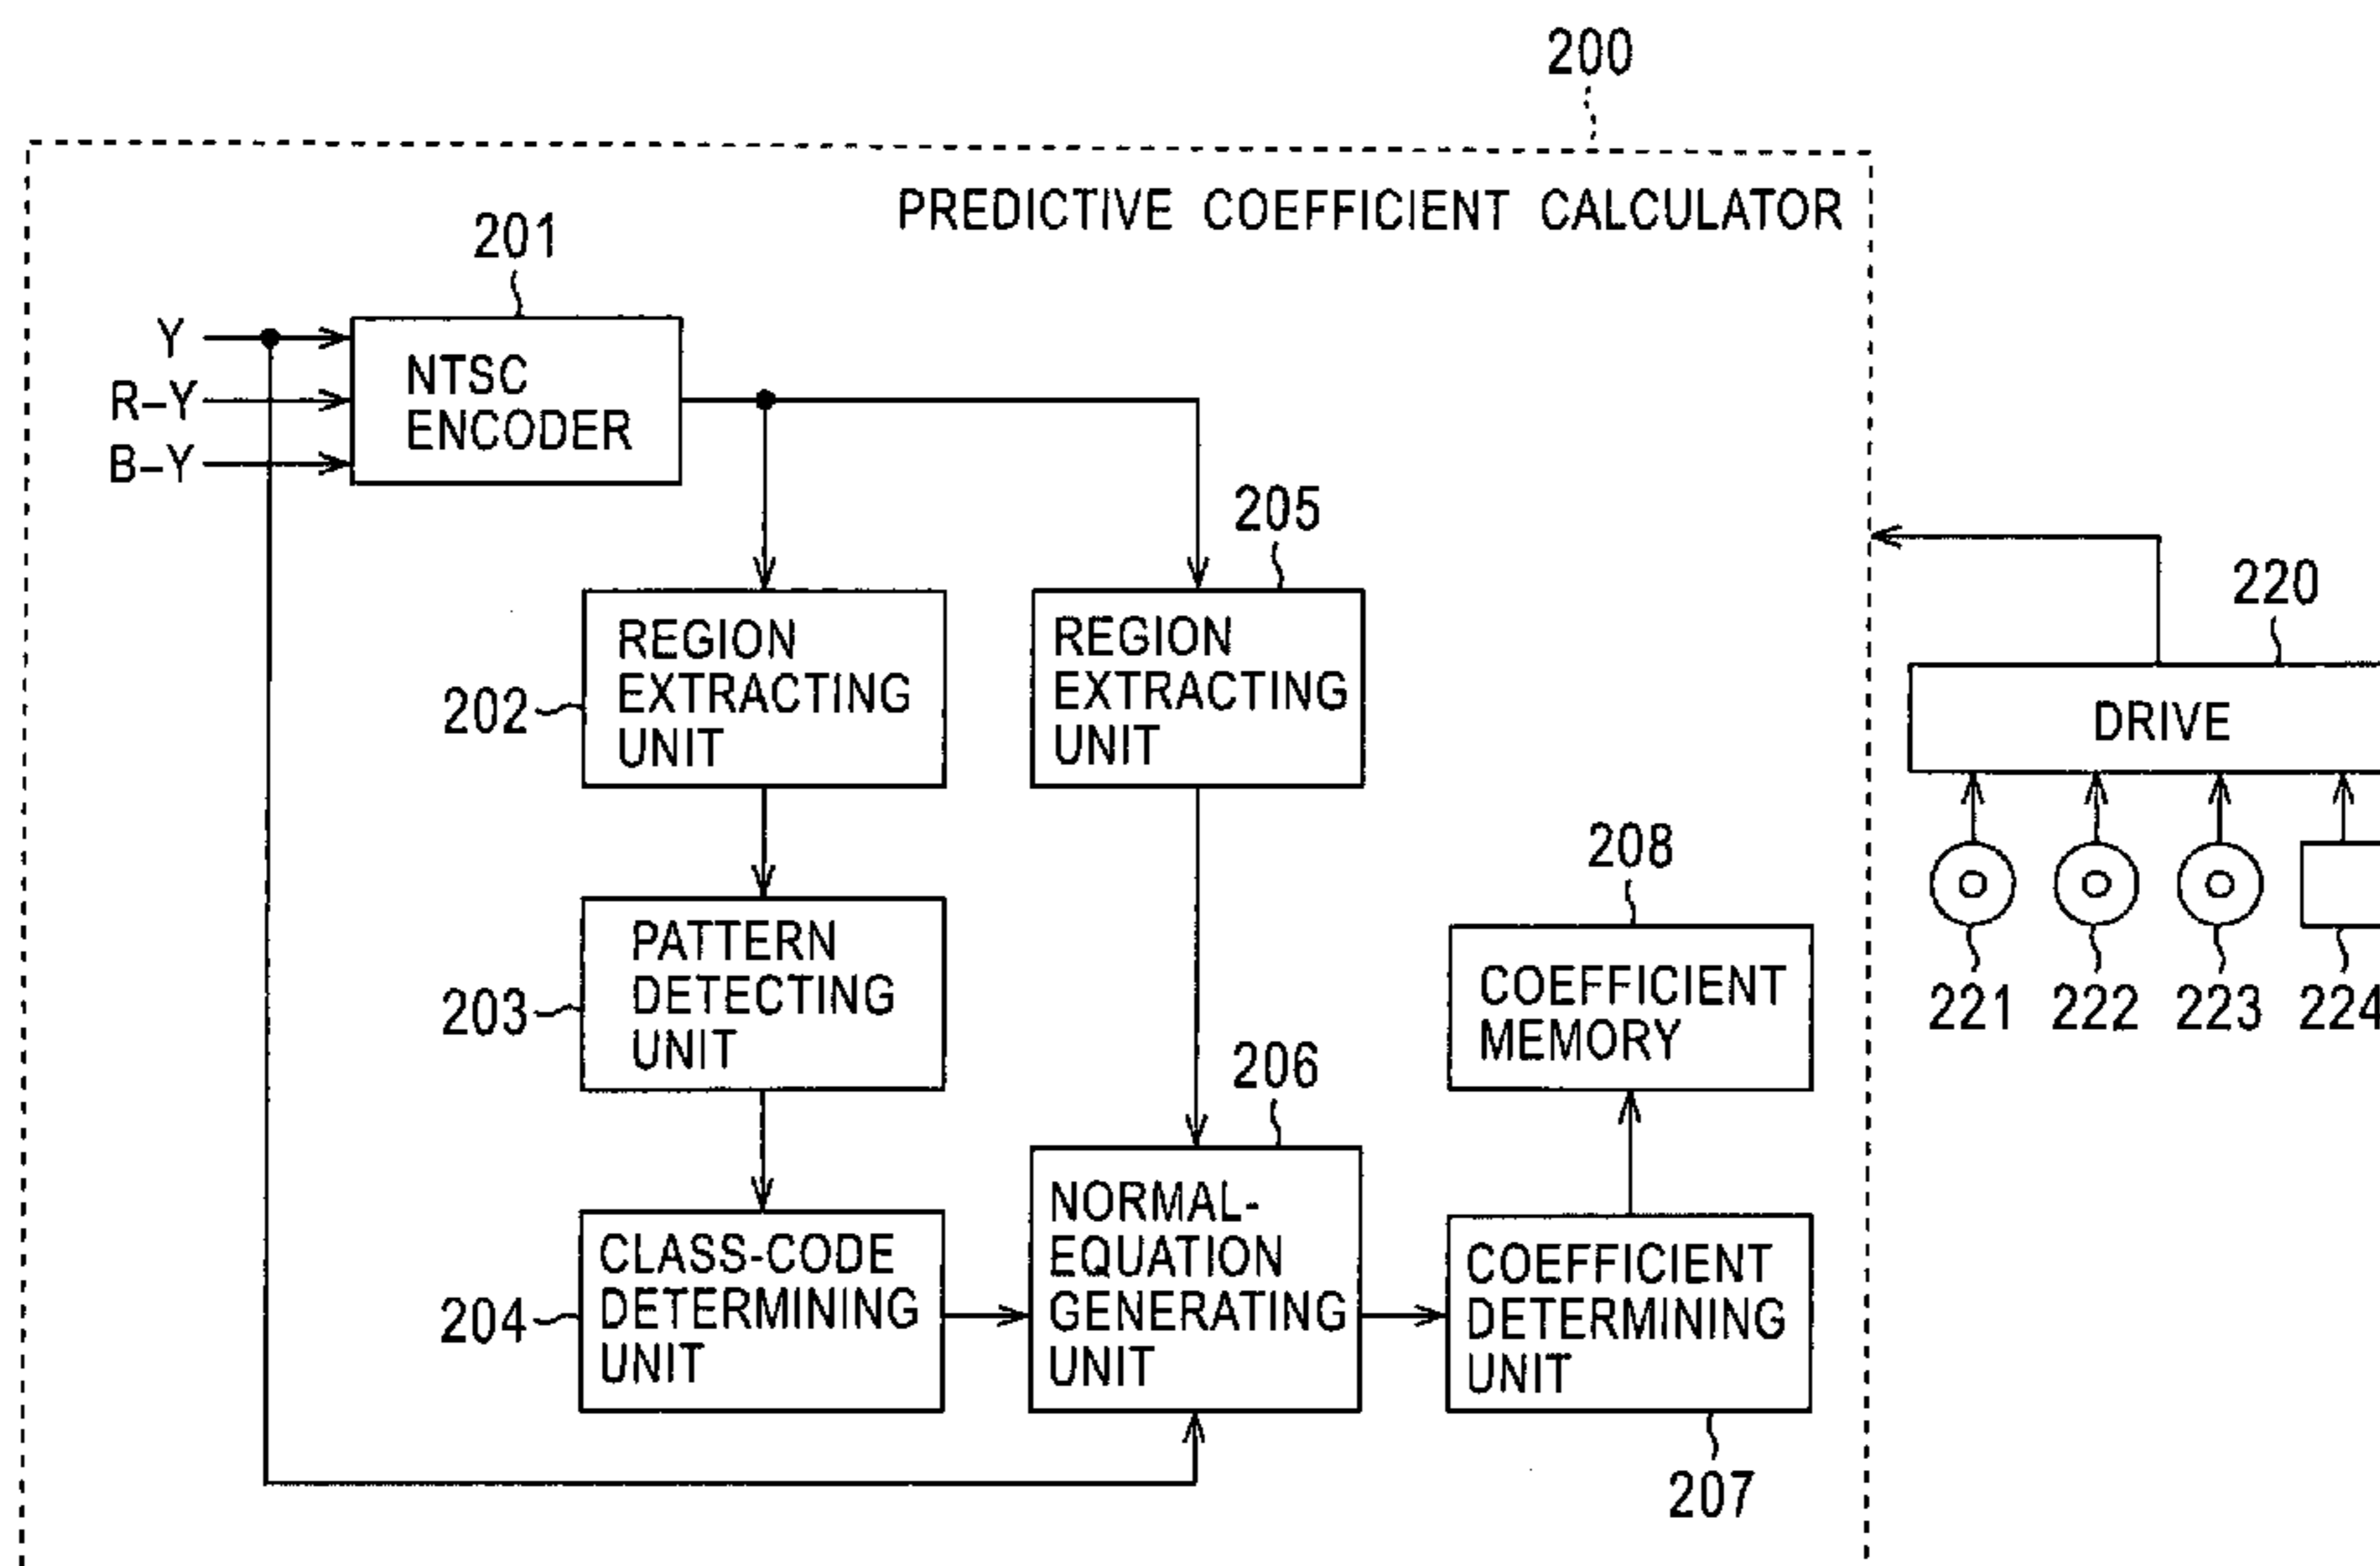 200
PREDICTIVE COEFFICIENT CALCULATOR
201
Y
R-Y
B-Y
NTSC
ENCODER
205
202
REGION
EXTRACTING
UNIT
REGION
EXTRACTING
UNIT
220
DRIVE
203
PATTERN
DETECTING
UNIT
208
COEFFICIENT
MEMORY
221
222
223
224
206
204
CLASS-CODE
DETERMINING
UNIT
NORMAL-
EQUATION
GENERATING
UNIT
COEFFICIENT
DETERMINING
UNIT
207